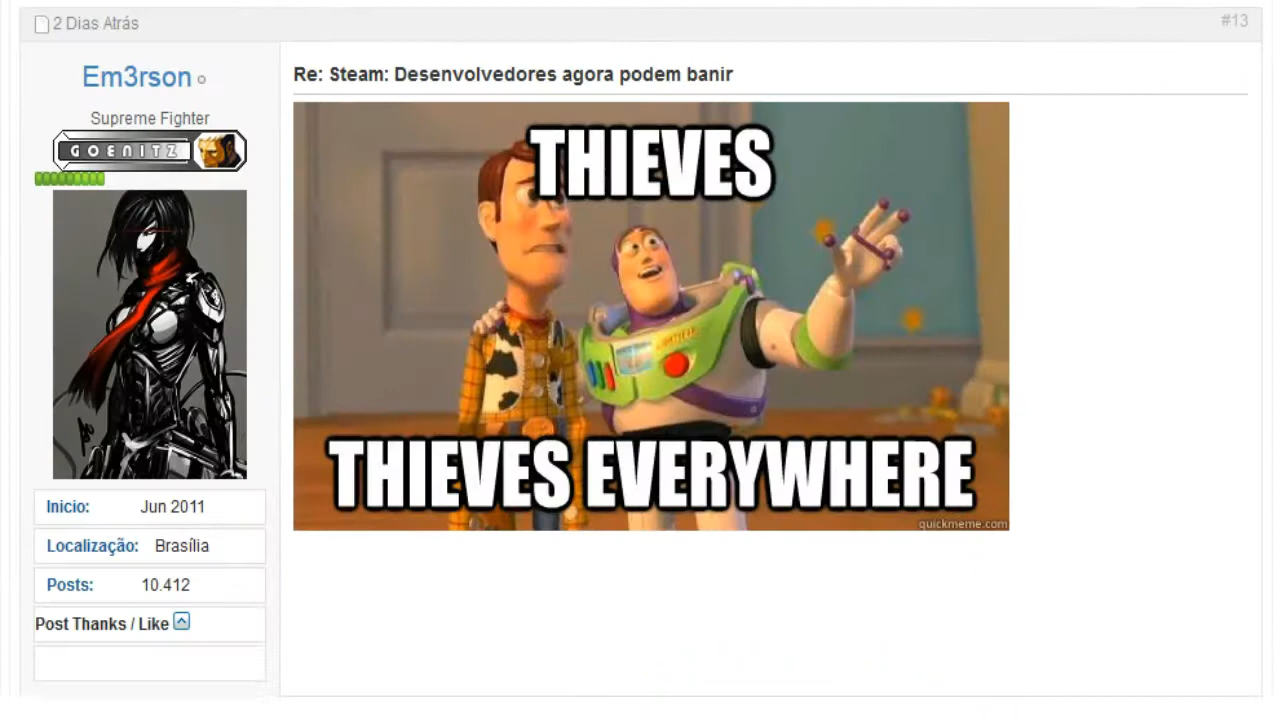 2 Dias Atrás
#13
Em3rson
Supreme Fighter
GOENITZ
Inicio: Jun 2011
Localização: Brasília
Posts: 10.412
Post Thanks / Like
Re: Steam: Desenvolvedores agora podem banir
THIEVES
LIGHTYEAR
THIEVES EVERYWHERE
quickmeme.com